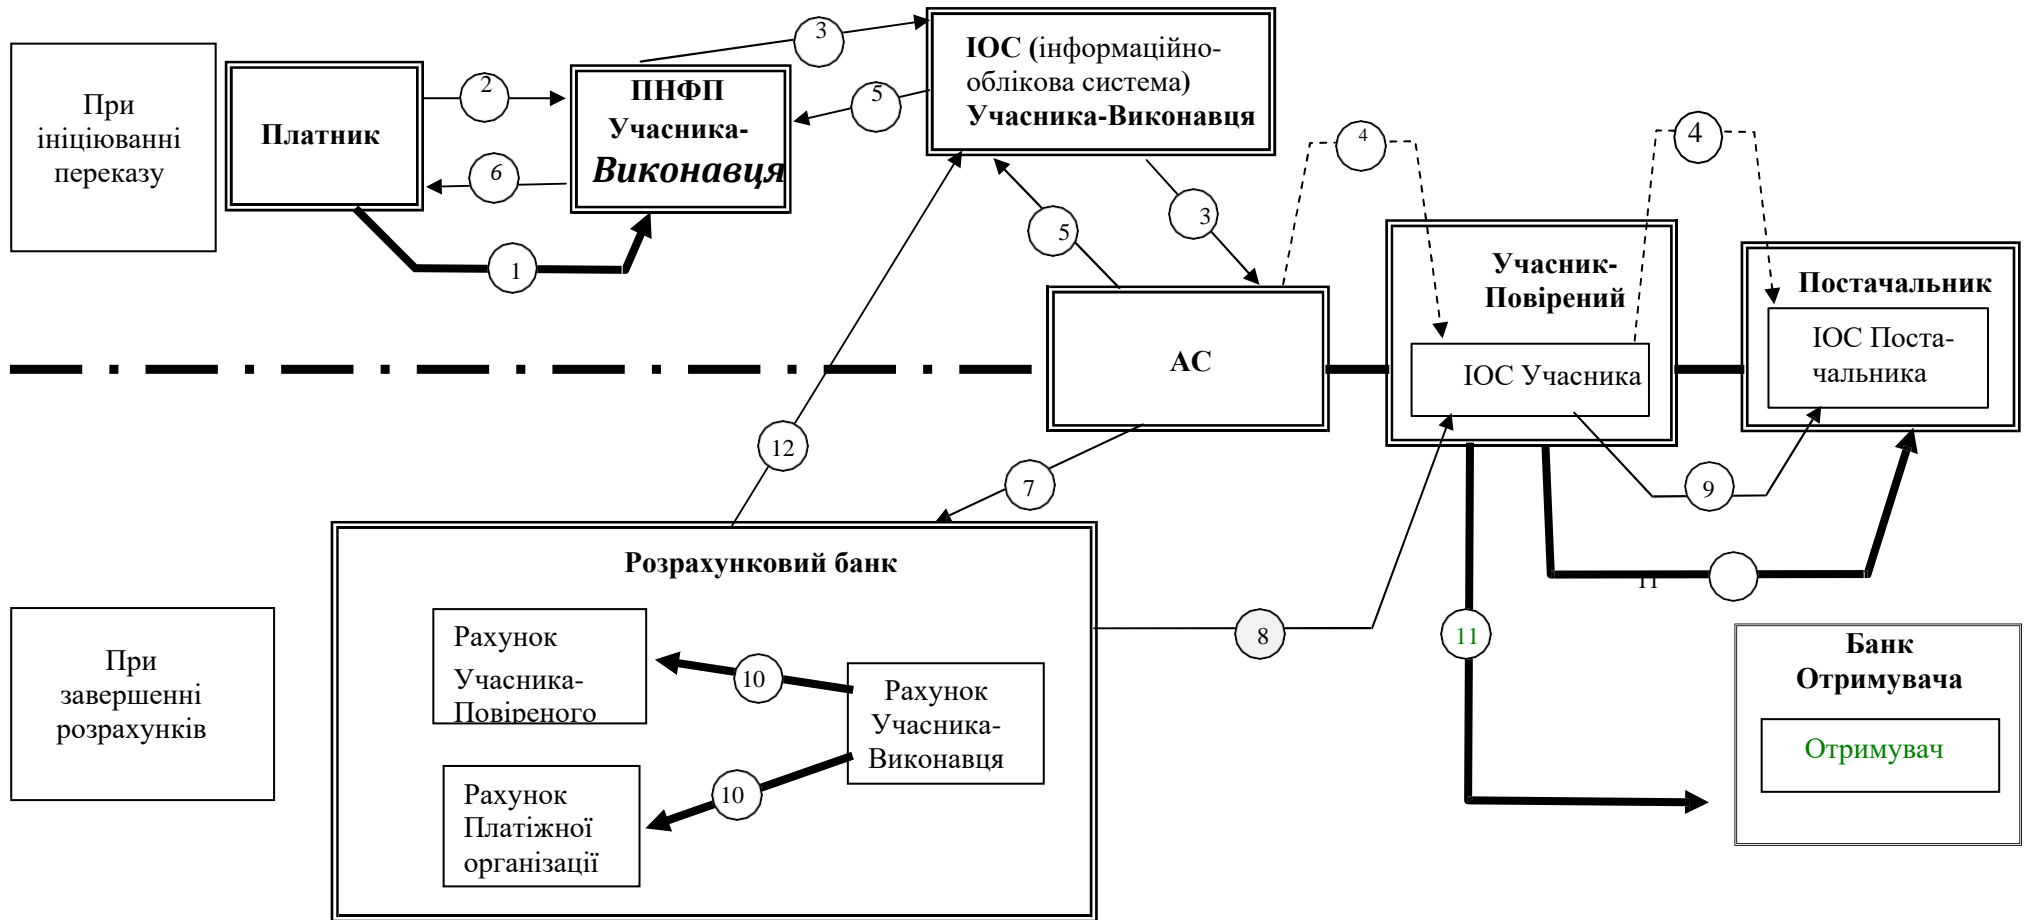 При
ініціюванні
переказу
Платник
2
ПНФП
Учасника-
Виконавця
3
ІОС (інформаційно-
облікова система)
Учасника-Виконавця
5
6
1
4
4
3
5
Учасник-
Повірений
ІОС Учасника
Постачальник
ІОС Поста-
чальника
АС
12
7
9
11
8
11
Розрахунковий банк
При
завершенні
розрахунків
Рахунок
Учасника-
Повіреного
10
Рахунок
Учасника-
Виконавця
10
Рахунок
Платіжної
організації
Банк
Отримувача
Отримувач